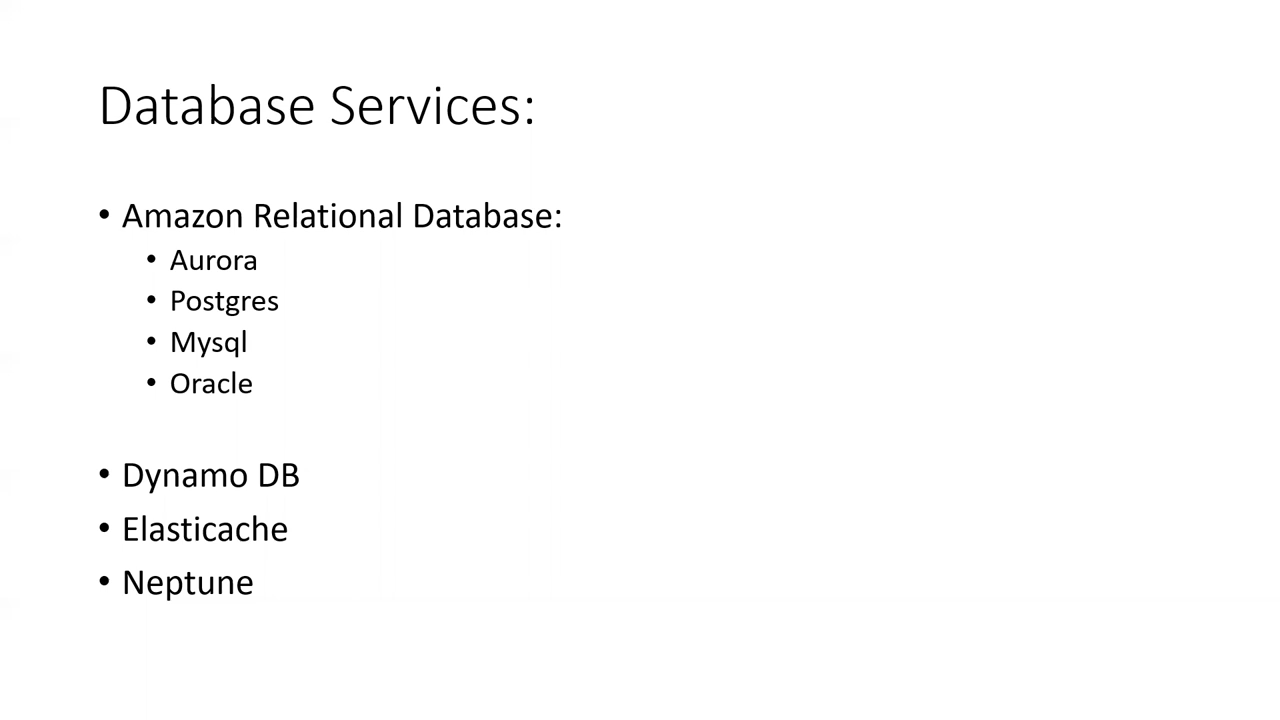 Database Services:
• Amazon Relational Database:
• Aurora
• Postgres
• Mysql
• Oracle
• Dynamo DB
• Elasticache
• Neptune